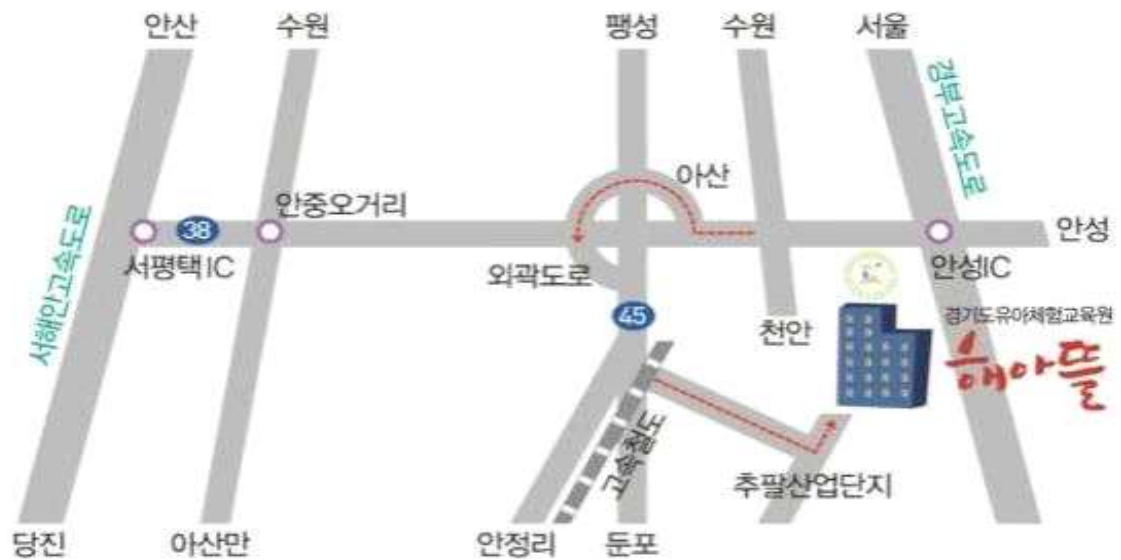 안산
수원
팽성
수원
서울
경부고속도로
아산
안중오거리
38
안성
서해안고속도로
서평택IC
외곽도로
안성IC
45
천안
경기도유아체험교육원
해아뜰
고속철도
추팔산업단지
당진
아산만
안정리
둔포